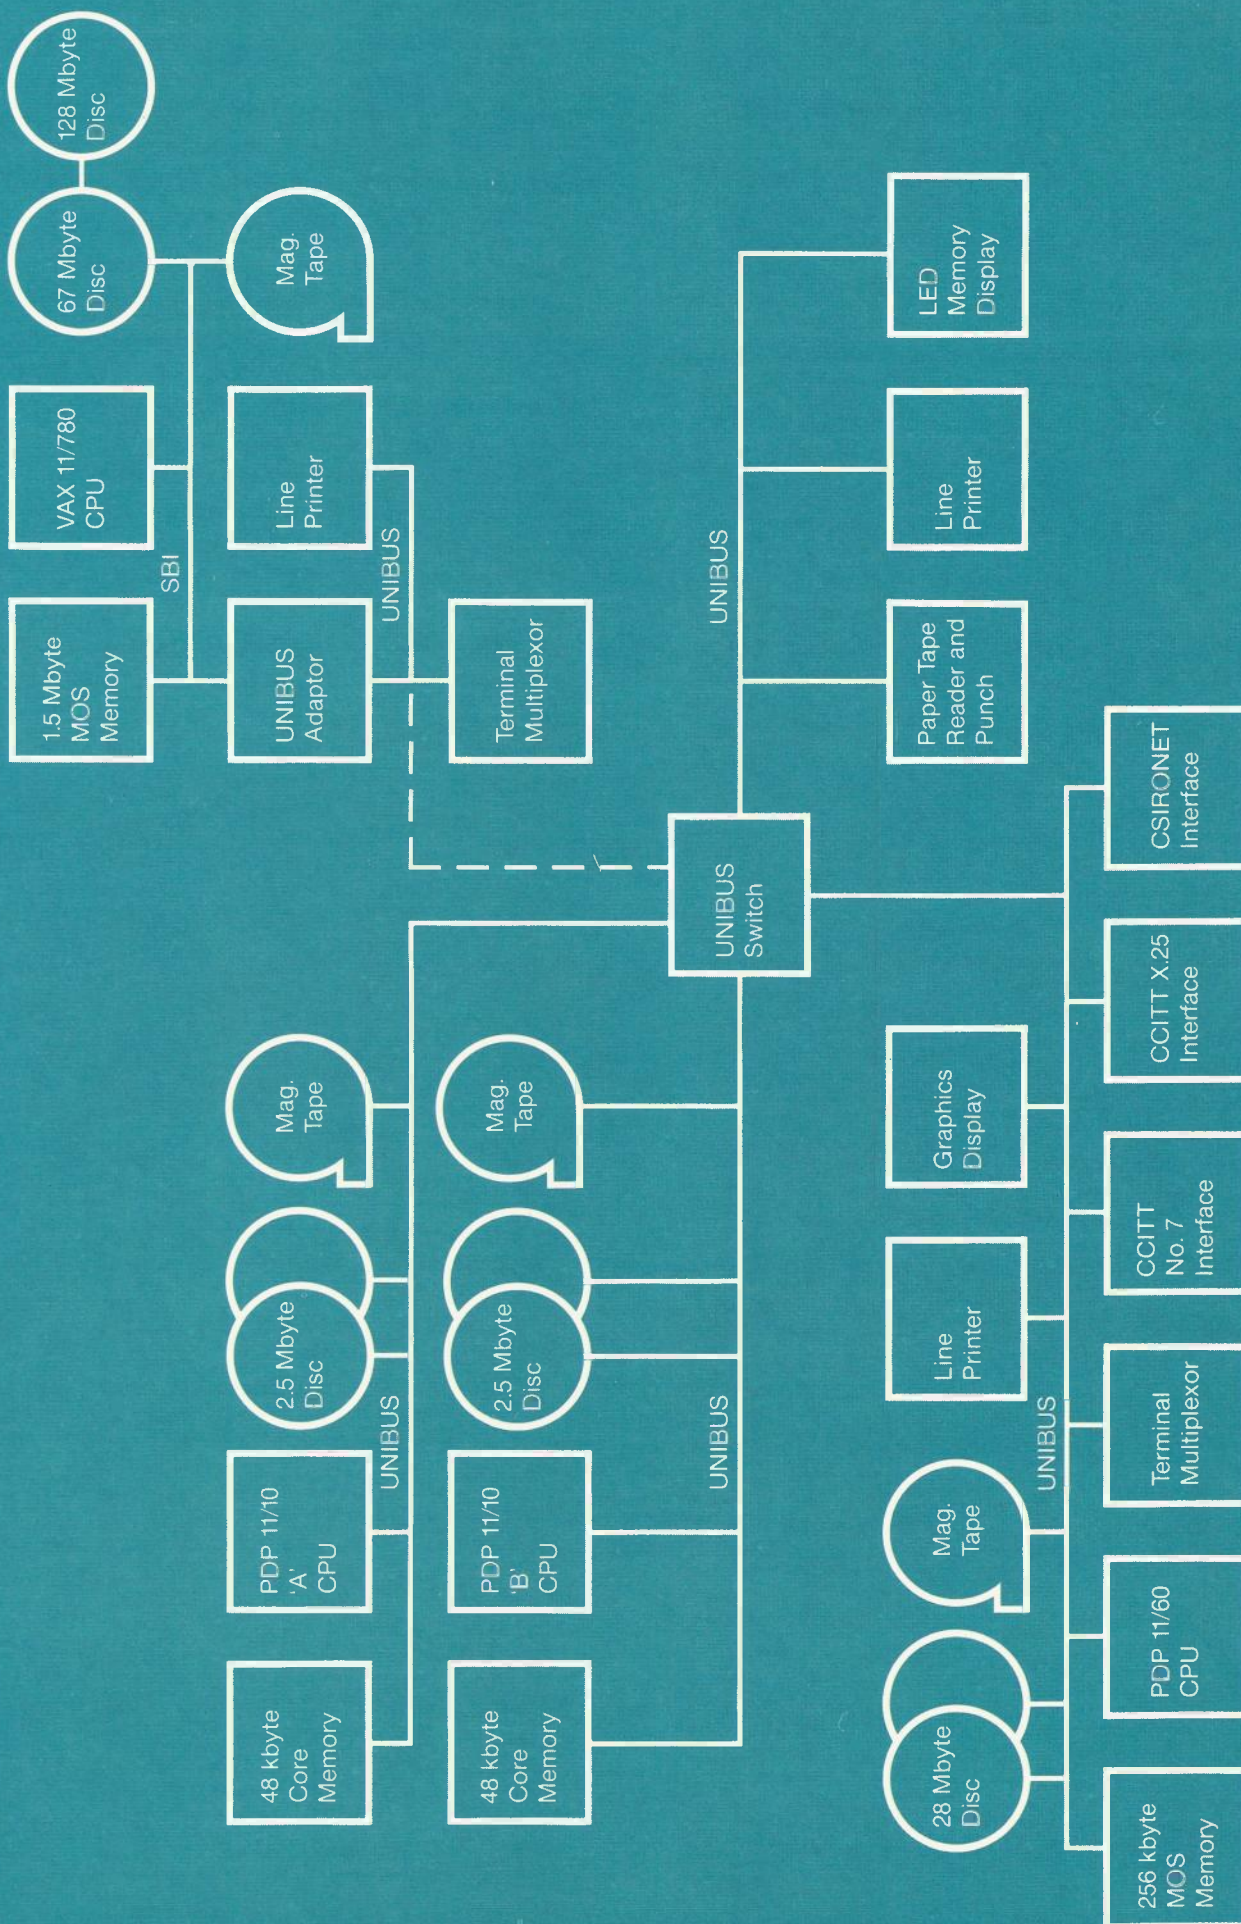 1.5 Mbyte
MOS
Memory
VAX 11/780
CPU
67 Mbyte
Disc
128 Mbyte
Disc
SBI
48 kbyte
Core
Memory
PDP 11/10
'A'
CPU
2.5 Mbyte
Disc
Mag.
Tape
UNIBUS
Adaptor
Line
Printer
Mag.
Tape
UNIBUS
UNIBUS
48 kbyte
Core
Memory
PDP 11/10
'B'
CPU
2.5 Mbyte
Disc
Mag.
Tape
Terminal
Multiplexor
UNIBUS
UNIBUS
Switch
UNIBUS
28 Mbyte
Disc
Mag.
Tape
Line
Printer
Graphics
Display
Paper Tape
Reader and
Punch
Line
Printer
LED
Memory
Display
UNIBUS
256 kbyte
MOS
Memory
PDP 11/60
CPU
Terminal
Multiplexor
CCITT
No. 7
Interface
CCITT X.25
Interface
CSIRONET
Interface